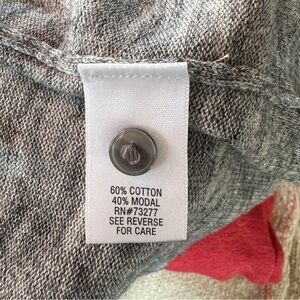 60% COTTON
40% MODAL
RN#73277
SEE REVERSE
FOR CARE